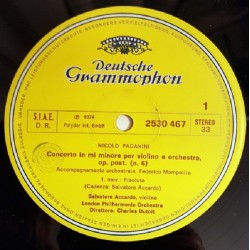 Deutsche
Grammophon
S.I.A.E.
D. R.
℗ 1974
Polydor Int. GmbH
2530 467
1
STEREO
33
NICOLO PAGANINI
Concerto in mi minore per violino e orchestra,
op. post. (n. 6)
Accompagnamento orchestrale: Federico Mompellio
1. mov.: Risoluto
(Cadenza: Salvatore Accardo)
Salvatore Accardo, violino
London Philharmonic Orchestra
Direttore: Charles Dutoit